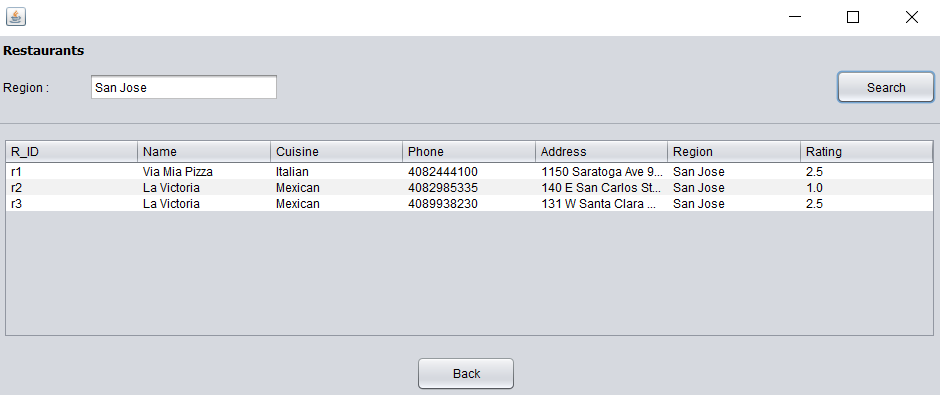 Restaurants
Region : San Jose Search
R_ID Name Cuisine Phone Address Region Rating
r1 Via Mia Pizza Italian 4082444100 1150 Saratoga Ave 9... San Jose 2.5
r2 La Victoria Mexican 4082985335 140 E San Carlos St... San Jose 1.0
r3 La Victoria Mexican 4089938230 131 W Santa Clara ... San Jose 2.5
Back